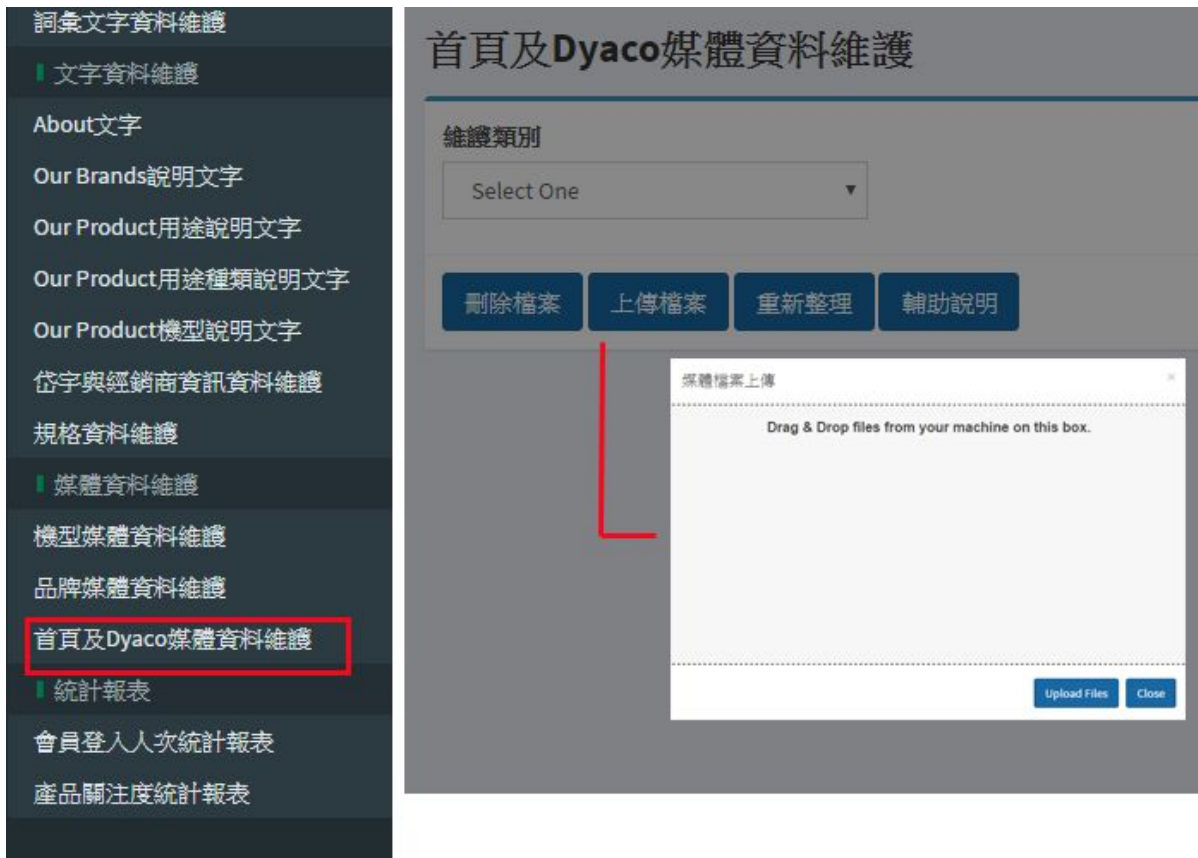 詞彙文字資料維護
文字資料維護
About文字
Our Brands說明文字
Our Product用途說明文字
Our Product用途種類說明文字
Our Product機型說明文字
岱宇與經銷商資訊資料維護
規格資料維護
媒體資料維護
機型媒體資料維護
品牌媒體資料維護
首頁及Dyaco媒體資料維護
統計報表
會員登入人次統計報表
產品關注度統計報表
首頁及Dyaco媒體資料維護
維護類別
Select One
刪除檔案 上傳檔案 重新整理 輔助說明
媒體檔案上傳 ×
Drag & Drop files from your machine on this box.
Upload Files Close